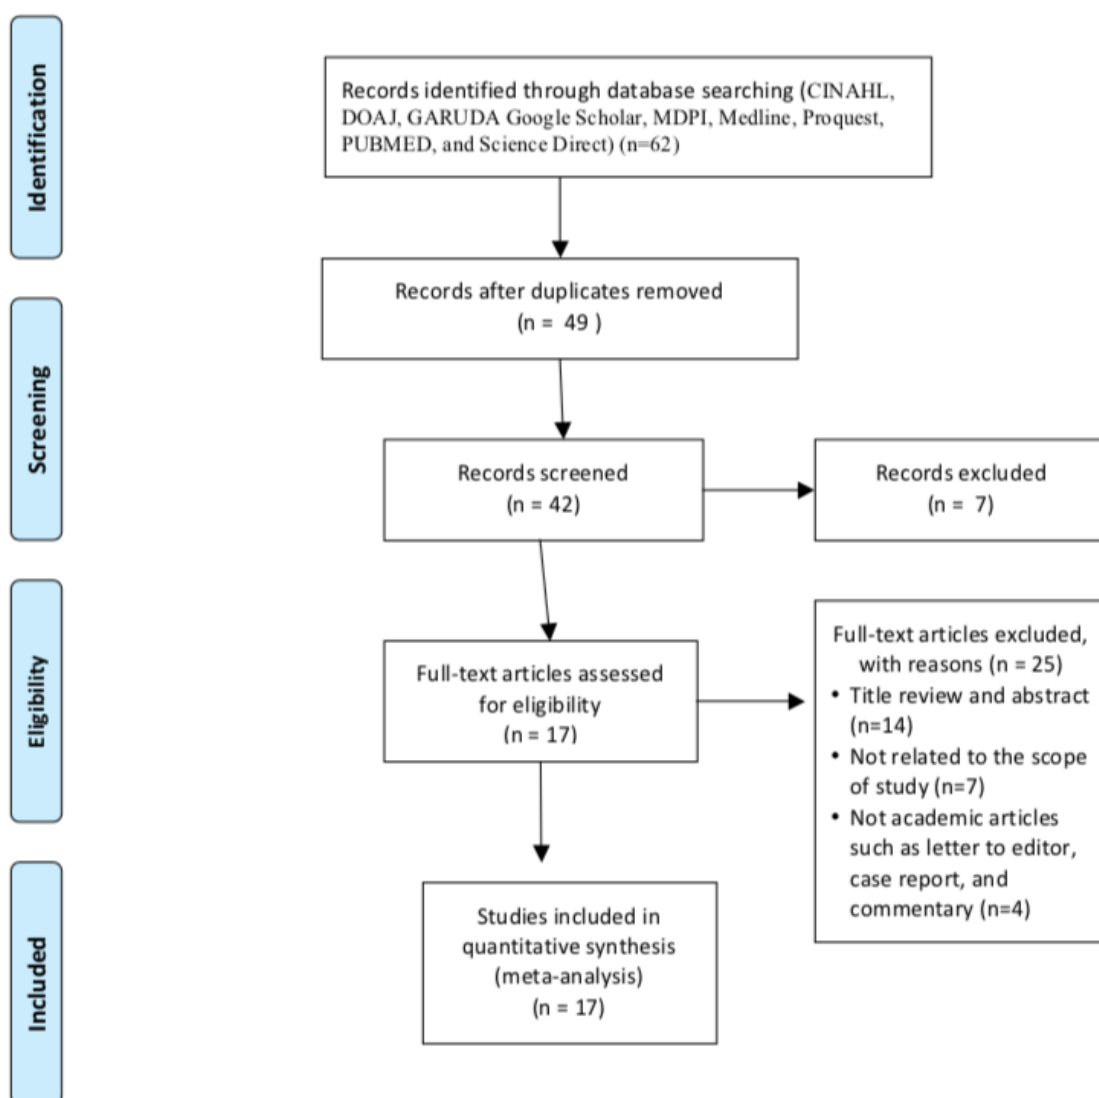 Identification
Records identified through database searching (CINAHL,
DOAJ, GARUDA Google Scholar, MDPI, Medline, Proquest,
PUBMED, and Science Direct) (n=62)
Records after duplicates removed
(n =  49 )
Screening
Records screened
(n = 42)
Records excluded
(n =  7)
Eligibility
Full-text articles assessed
for eligibility
(n = 17)
Full-text articles excluded,
with reasons (n = 25)
• Title review and abstract
(n=14)
• Not related to the scope
of study (n=7)
• Not academic articles
such as letter to editor,
case report, and
commentary (n=4)
Included
Studies included in
quantitative synthesis
(meta-analysis)
(n = 17)